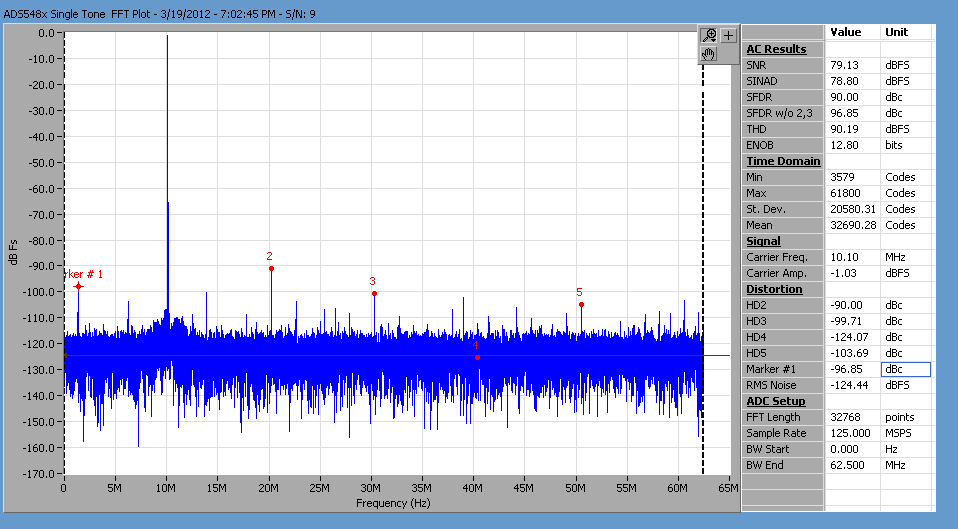 ADS548x Single Tone FFT Plot - 3/19/2012 - 7:02:45 PM - S/N: 9
0.0
-10.0
-20.0
-30.0
-40.0
-50.0
-60.0
-70.0
-80.0
-90.0
-100.0
-110.0
-120.0
-130.0
-140.0
-150.0
-160.0
-170.0
dB Fs
rker # 1
2
3
4
5
0 5M 10M 15M 20M 25M 30M 35M 40M 45M 50M 55M 60M 65M
Frequency (Hz)
Value Unit
AC Results
SNR 79.13 dBFS
SINAD 78.80 dBFS
SFDR 90.00 dBc
SFDR w/o 2,3 96.85 dBc
THD 90.19 dBFS
ENOB 12.80 bits
Time Domain
Min 3579 Codes
Max 61800 Codes
St. Dev. 20580.31 Codes
Mean 32690.28 Codes
Signal
Carrier Freq. 10.10 MHz
Carrier Amp. -1.03 dBFS
Distortion
HD2 -90.00 dBc
HD3 -99.71 dBc
HD4 -124.07 dBc
HD5 -103.69 dBc
Marker #1 -96.85 dBc
RMS Noise -124.44 dBFS
ADC Setup
FFT Length 32768 points
Sample Rate 125.000 MSPS
BW Start 0.000 Hz
BW End 62.500 MHz